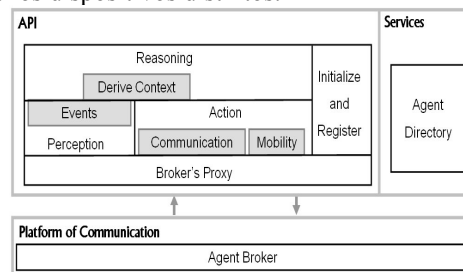 API
Services
Reasoning
Derive Context
Initialize
and
Register
Events
Action
Perception
Communication
Mobility
Broker's Proxy
Agent
Directory
Platform of Communication
Agent Broker